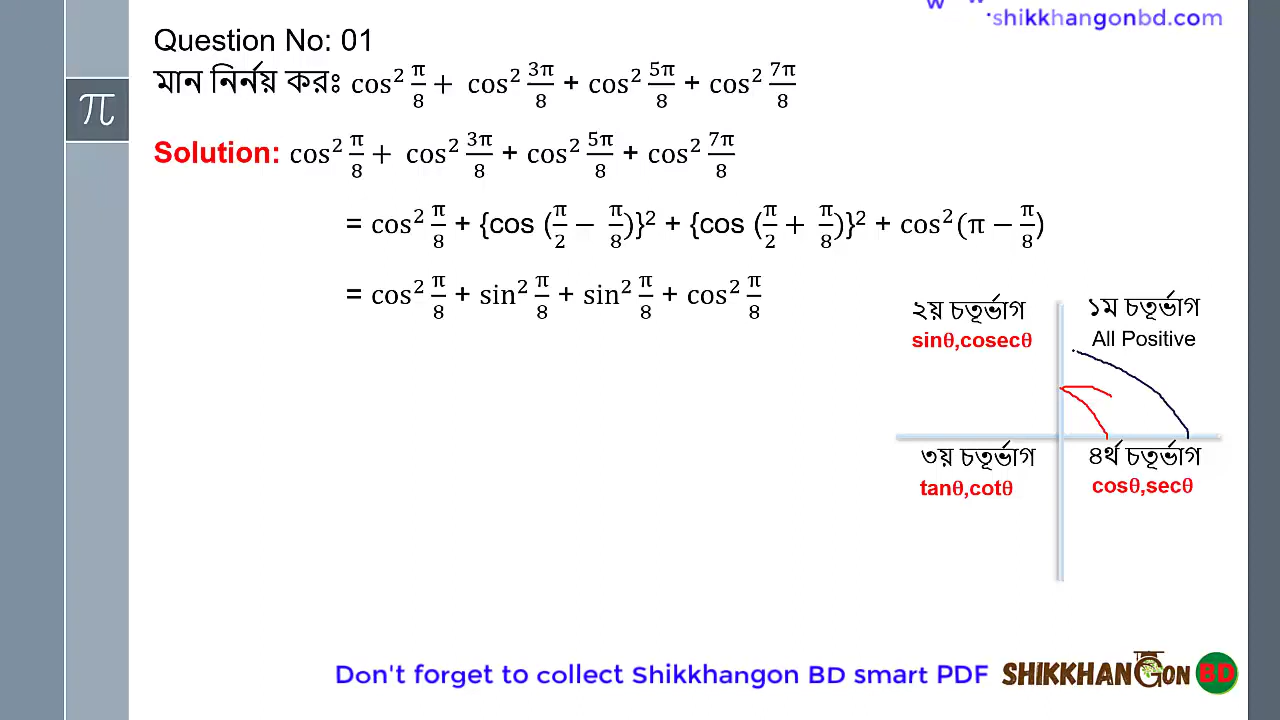 shikkhangonbd.com
Question No: 01
মান নির্নয় করঃ cos² π/8 + cos² 3π/8 + cos² 5π/8 + cos² 7π/8
π
Solution: cos² π/8 + cos² 3π/8 + cos² 5π/8 + cos² 7π/8
= cos² π/8 + {cos (π/2 − π/8)}² + {cos (π/2 + π/8)}² + cos² (π − π/8)
= cos² π/8 + sin² π/8 + sin² π/8 + cos² π/8
২য় চতূর্ভাগ ১ম চতূর্ভাগ
sinθ,cosecθ All Positive
৩য় চতূর্ভাগ ৪র্থ চতূর্ভাগ
tanθ,cotθ cosθ,secθ
Don't forget to collect Shikkhangon BD smart PDF SHIKKHANGON BD